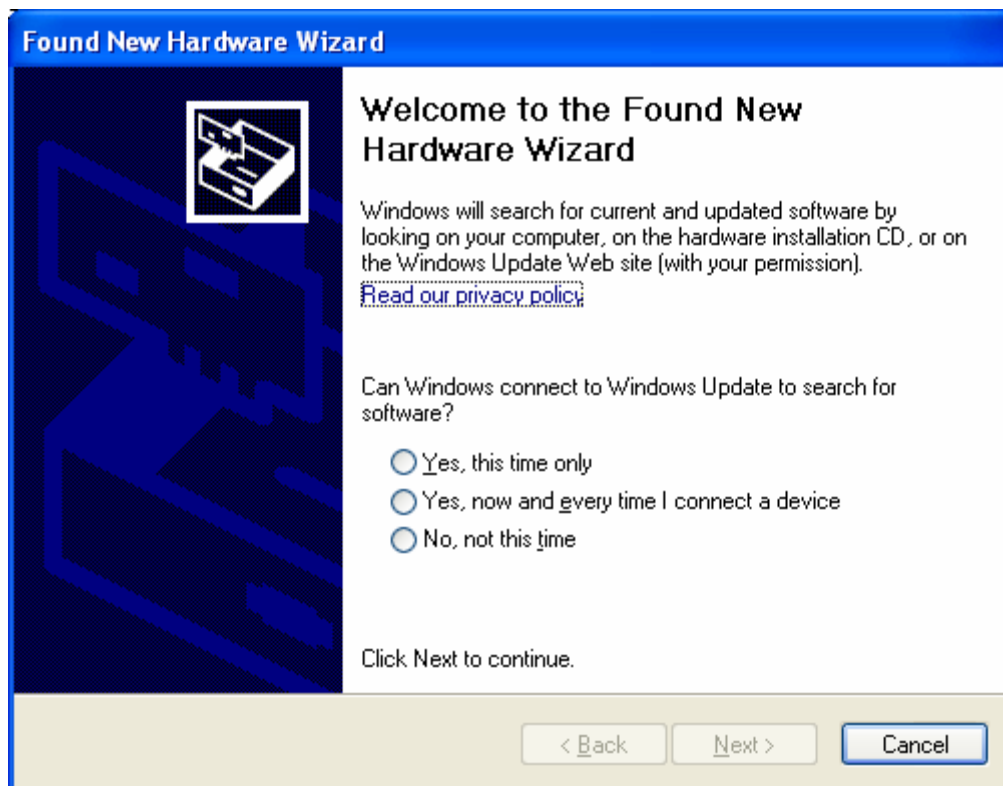 Found New Hardware Wizard
Welcome to the Found New
Hardware Wizard
Windows will search for current and updated software by
looking on your computer, on the hardware installation CD, or on
the Windows Update Web site (with your permission).
Read our privacy policy
Can Windows connect to Windows Update to search for
software?
Yes, this time only
Yes, now and every time I connect a device
No, not this time
Click Next to continue.
< Back Next > Cancel